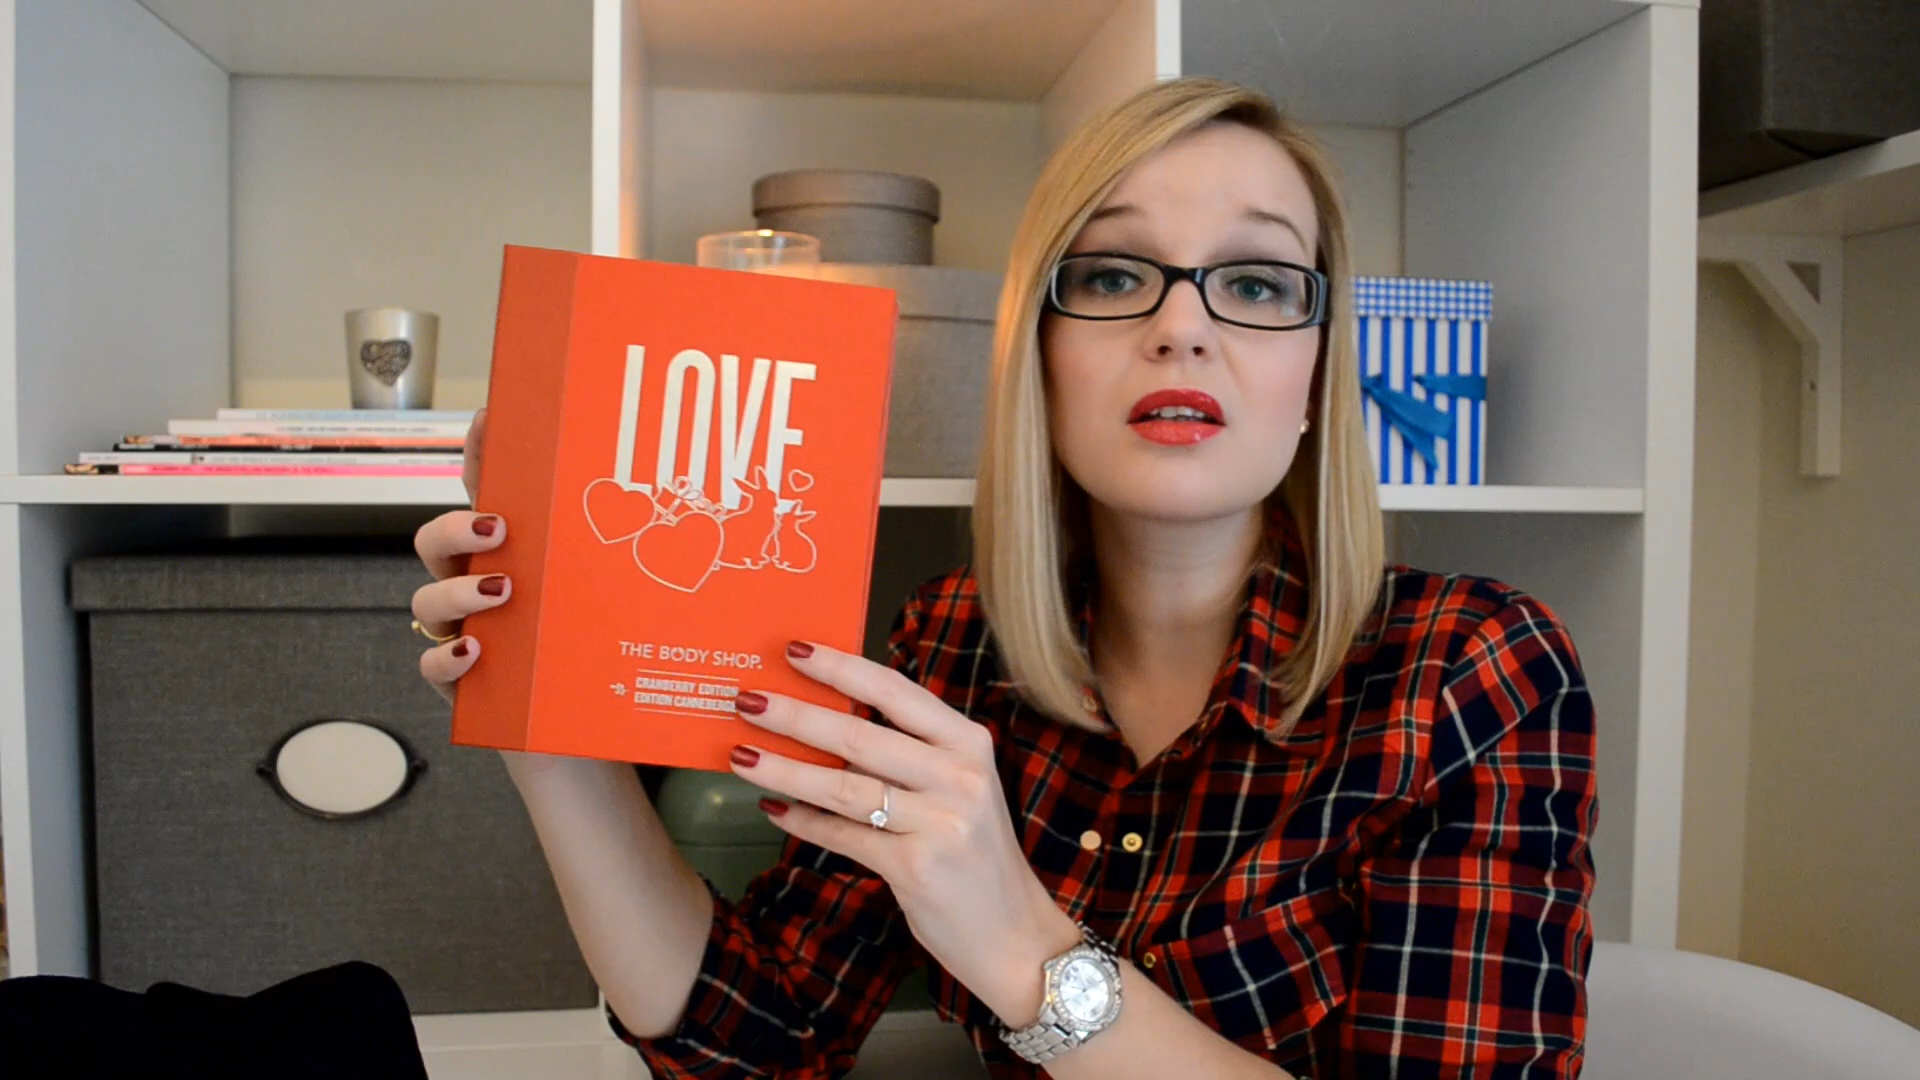 LOVE
THE BODY SHOP.
CRANBERRY EDITION
EDITION CANNEBERGE